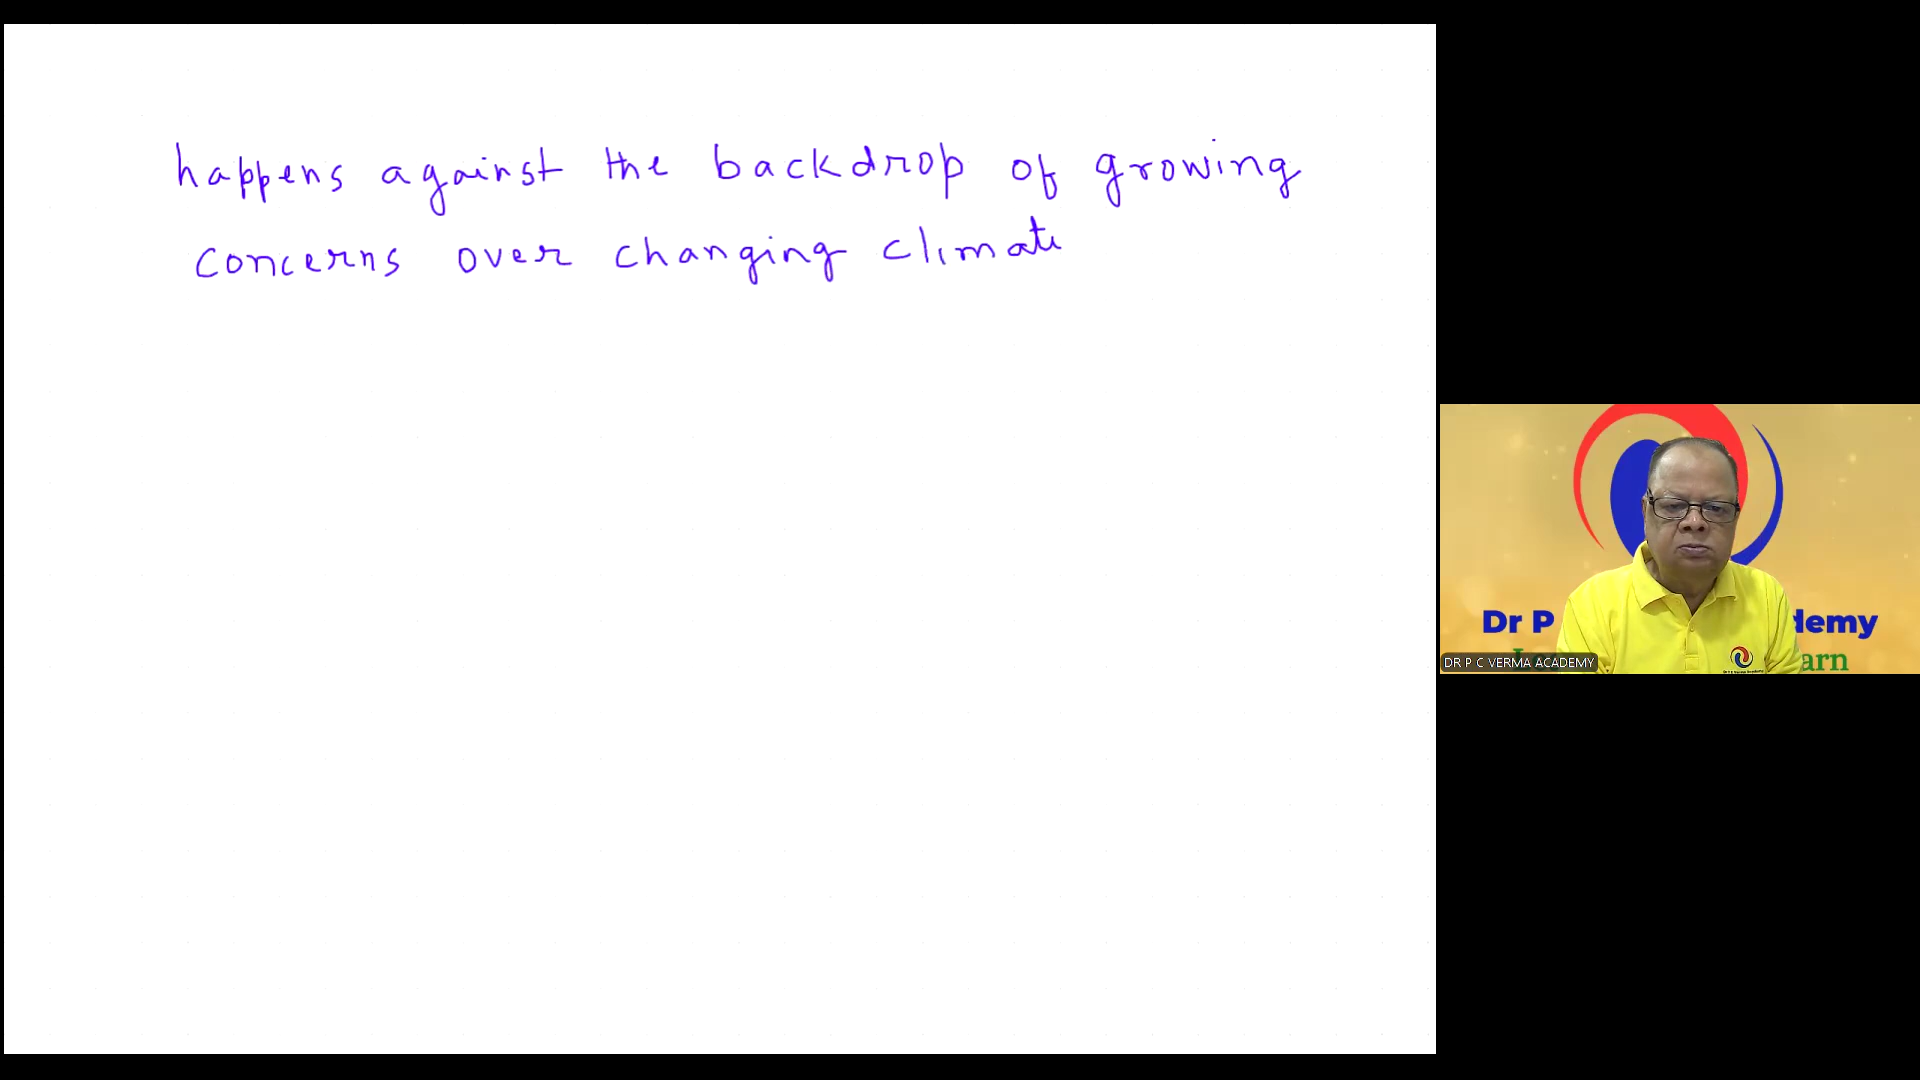 happens against the backdrop of growing
concerns over changing climate
Dr P demy
arn
DR P C VERMA ACADEMY